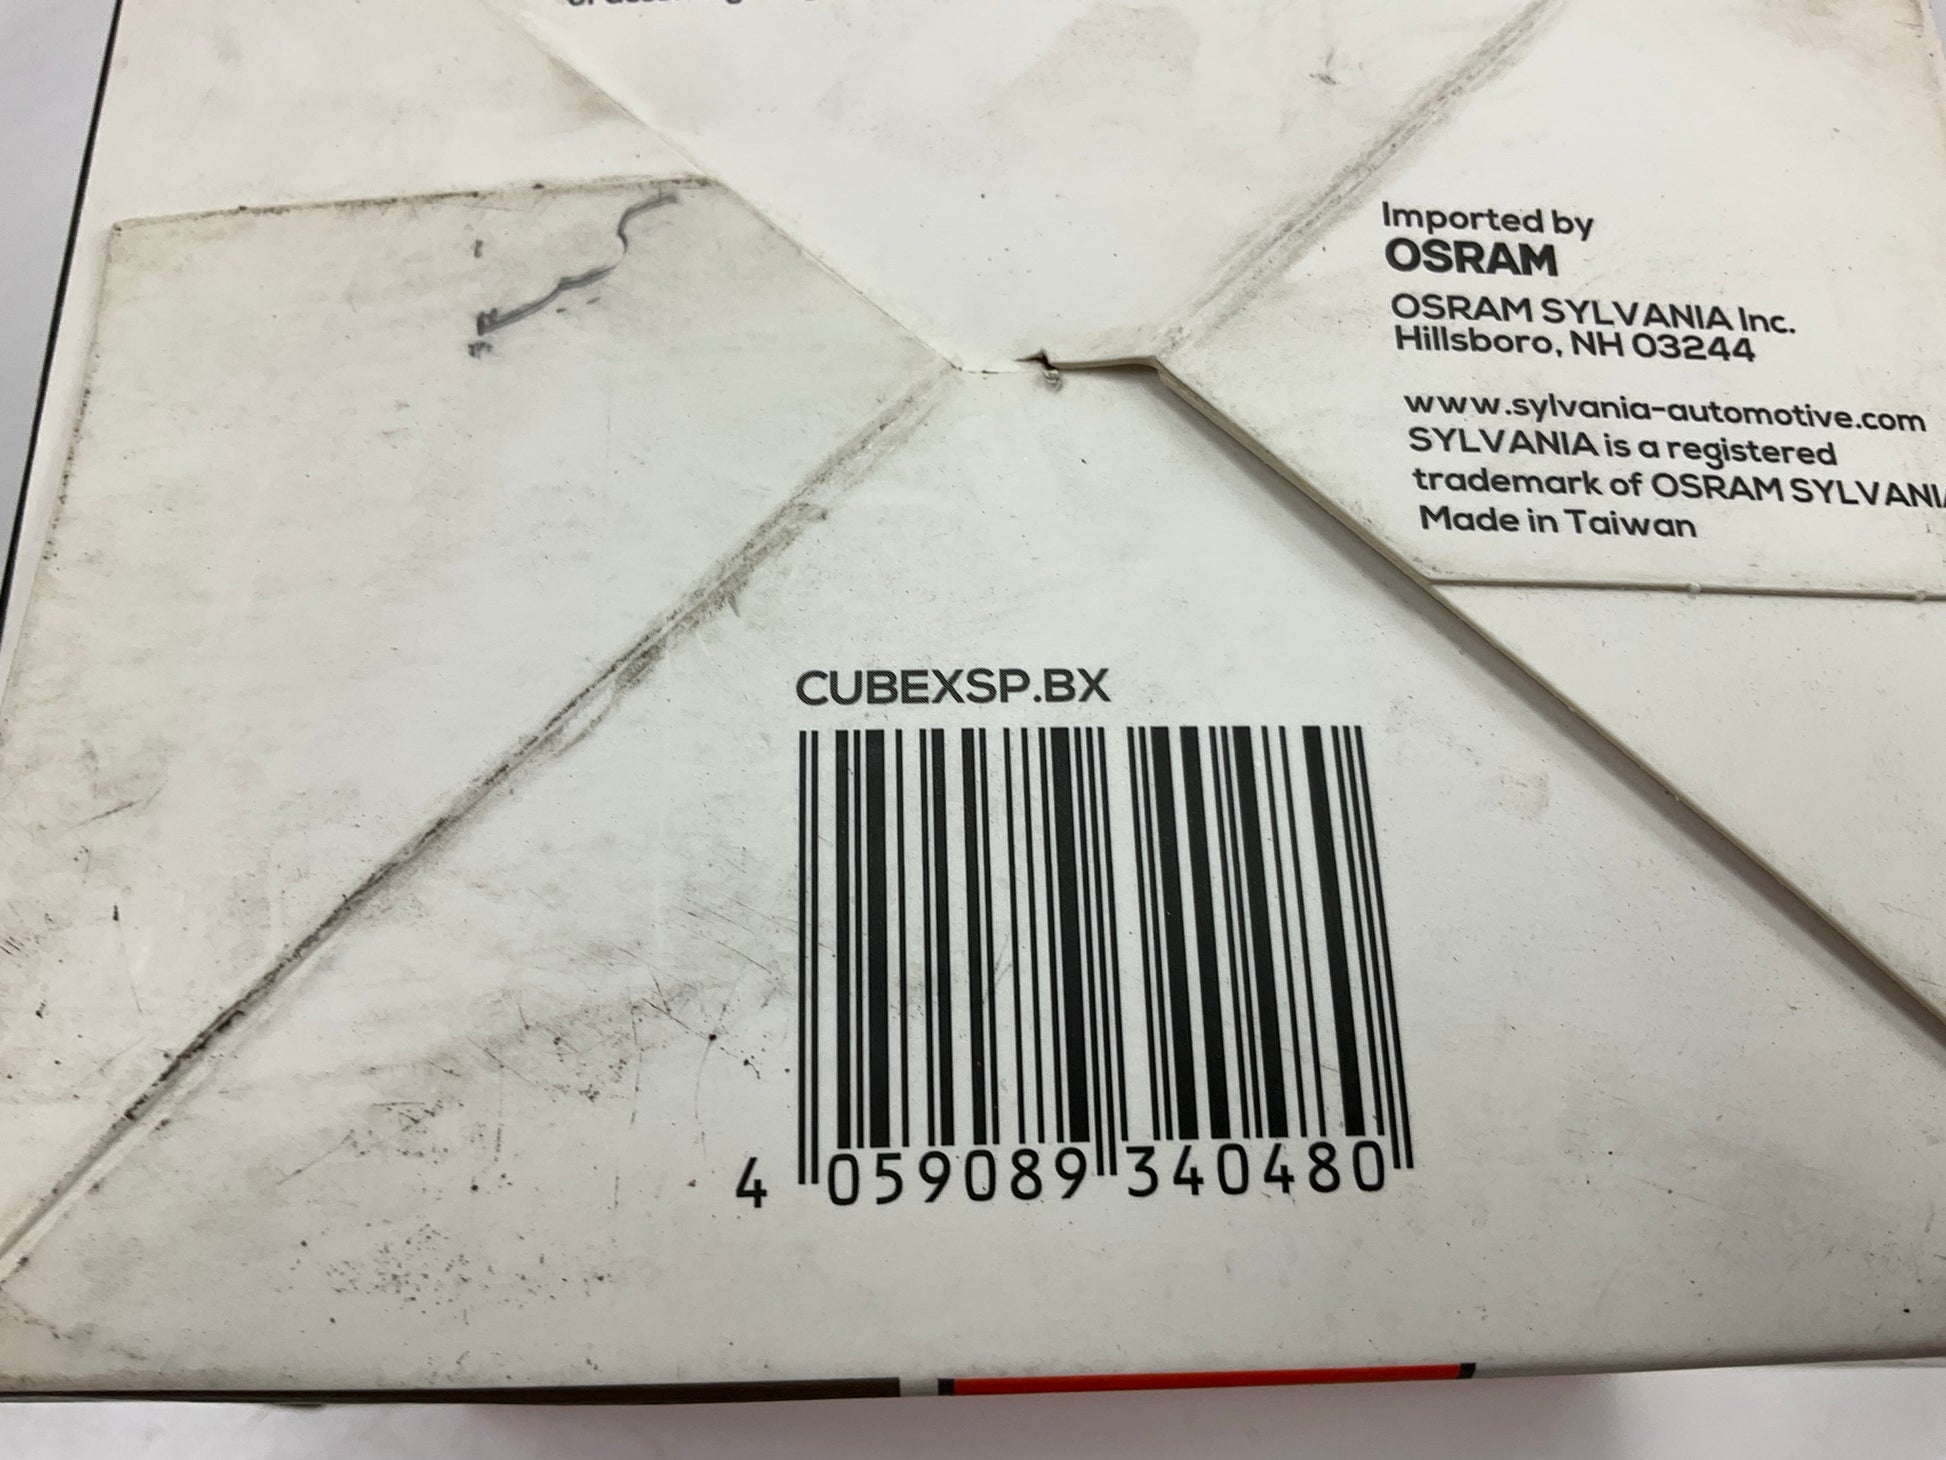 Imported by
OSRAM
OSRAM SYLVANIA Inc.
Hillsboro, NH 03244
www.sylvania-automotive.com
SYLVANIA is a registered
trademark of OSRAM SYLVANIA
Made in Taiwan
CUBEXSP.BX
4 059089 340480